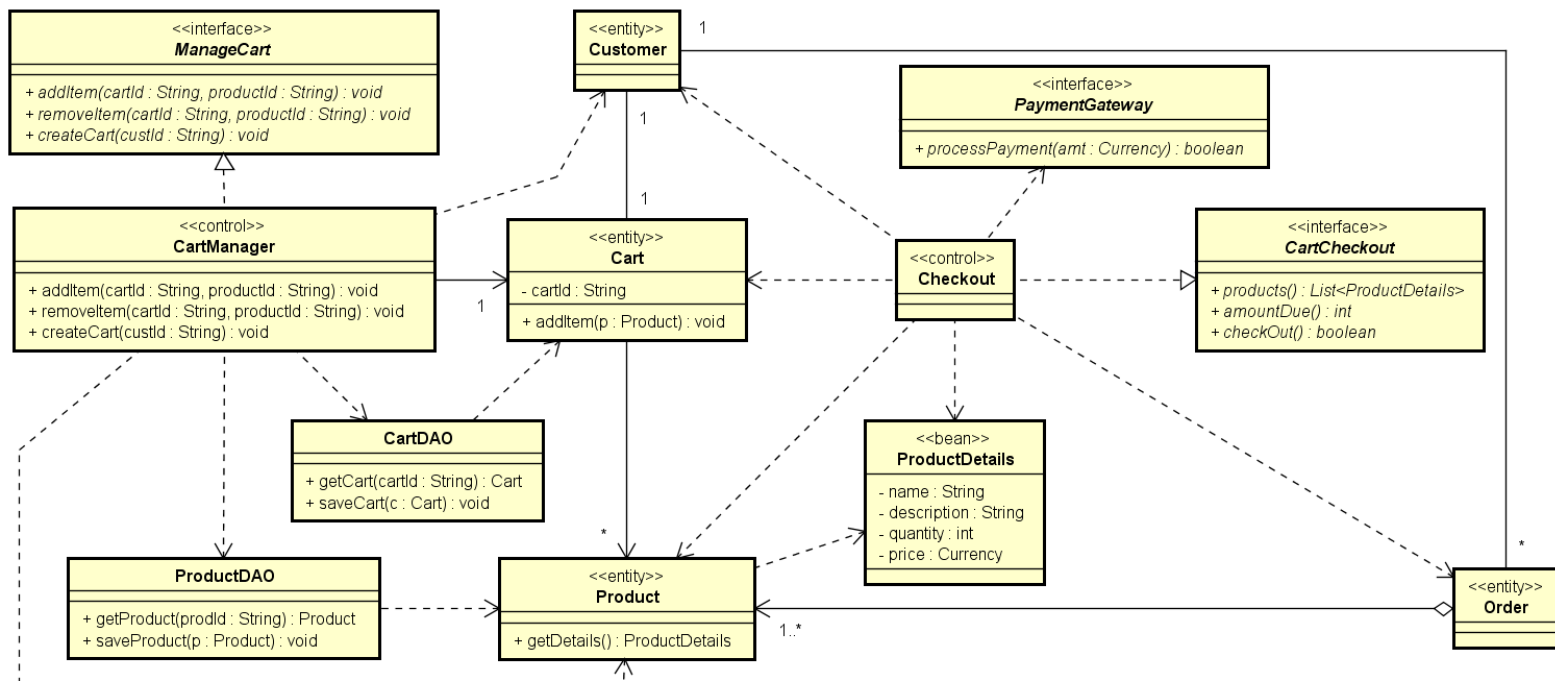 <<interface>>
ManageCart
+ addItem(cartId : String, productId : String) : void
+ removeItem(cartId : String, productId : String) : void
+ createCart(custId : String) : void
<<entity>>
Customer
1
1
1
<<interface>>
PaymentGateway
+ processPayment(amt : Currency) : boolean
<<control>>
CartManager
+ addItem(cartId : String, productId : String) : void
+ removeItem(cartId : String, productId : String) : void
+ createCart(custId : String) : void
1
<<entity>>
Cart
- cartId : String
+ addItem(p : Product) : void
<<control>>
Checkout
<<interface>>
CartCheckout
+ products() : List<ProductDetails>
+ amountDue() : int
+ checkOut() : boolean
CartDAO
+ getCart(cartId : String) : Cart
+ saveCart(c : Cart) : void
<<bean>>
ProductDetails
- name : String
- description : String
- quantity : int
- price : Currency
*
*
ProductDAO
+ getProduct(prodId : String) : Product
+ saveProduct(p : Product) : void
<<entity>>
Product
+ getDetails() : ProductDetails
1..*
<<entity>>
Order